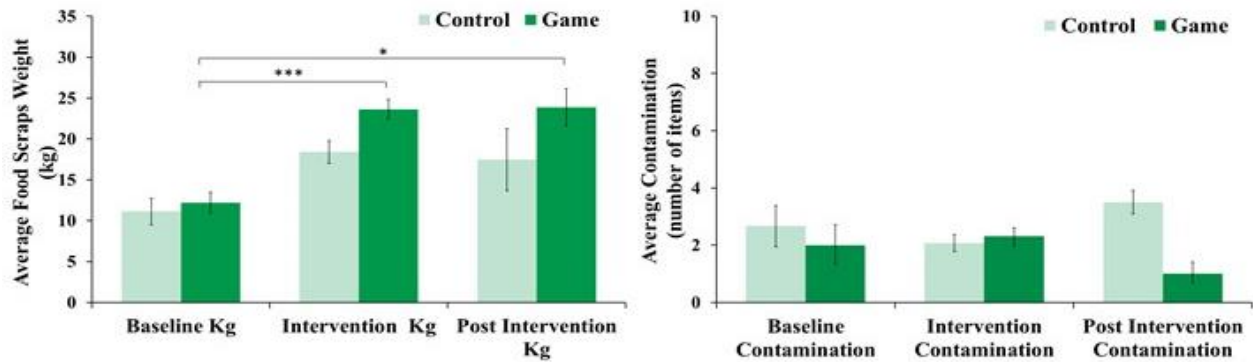 Average Food Scraps Weight
(kg)
35
30
25
20
15
10
5
0
Control Game
*
***
Baseline Kg
Intervention Kg
Post Intervention
Kg
Average Contamination
(number of items)
10
8
6
4
2
0
Control Game
Baseline
Contamination
Intervention
Contamination
Post Intervention
Contamination